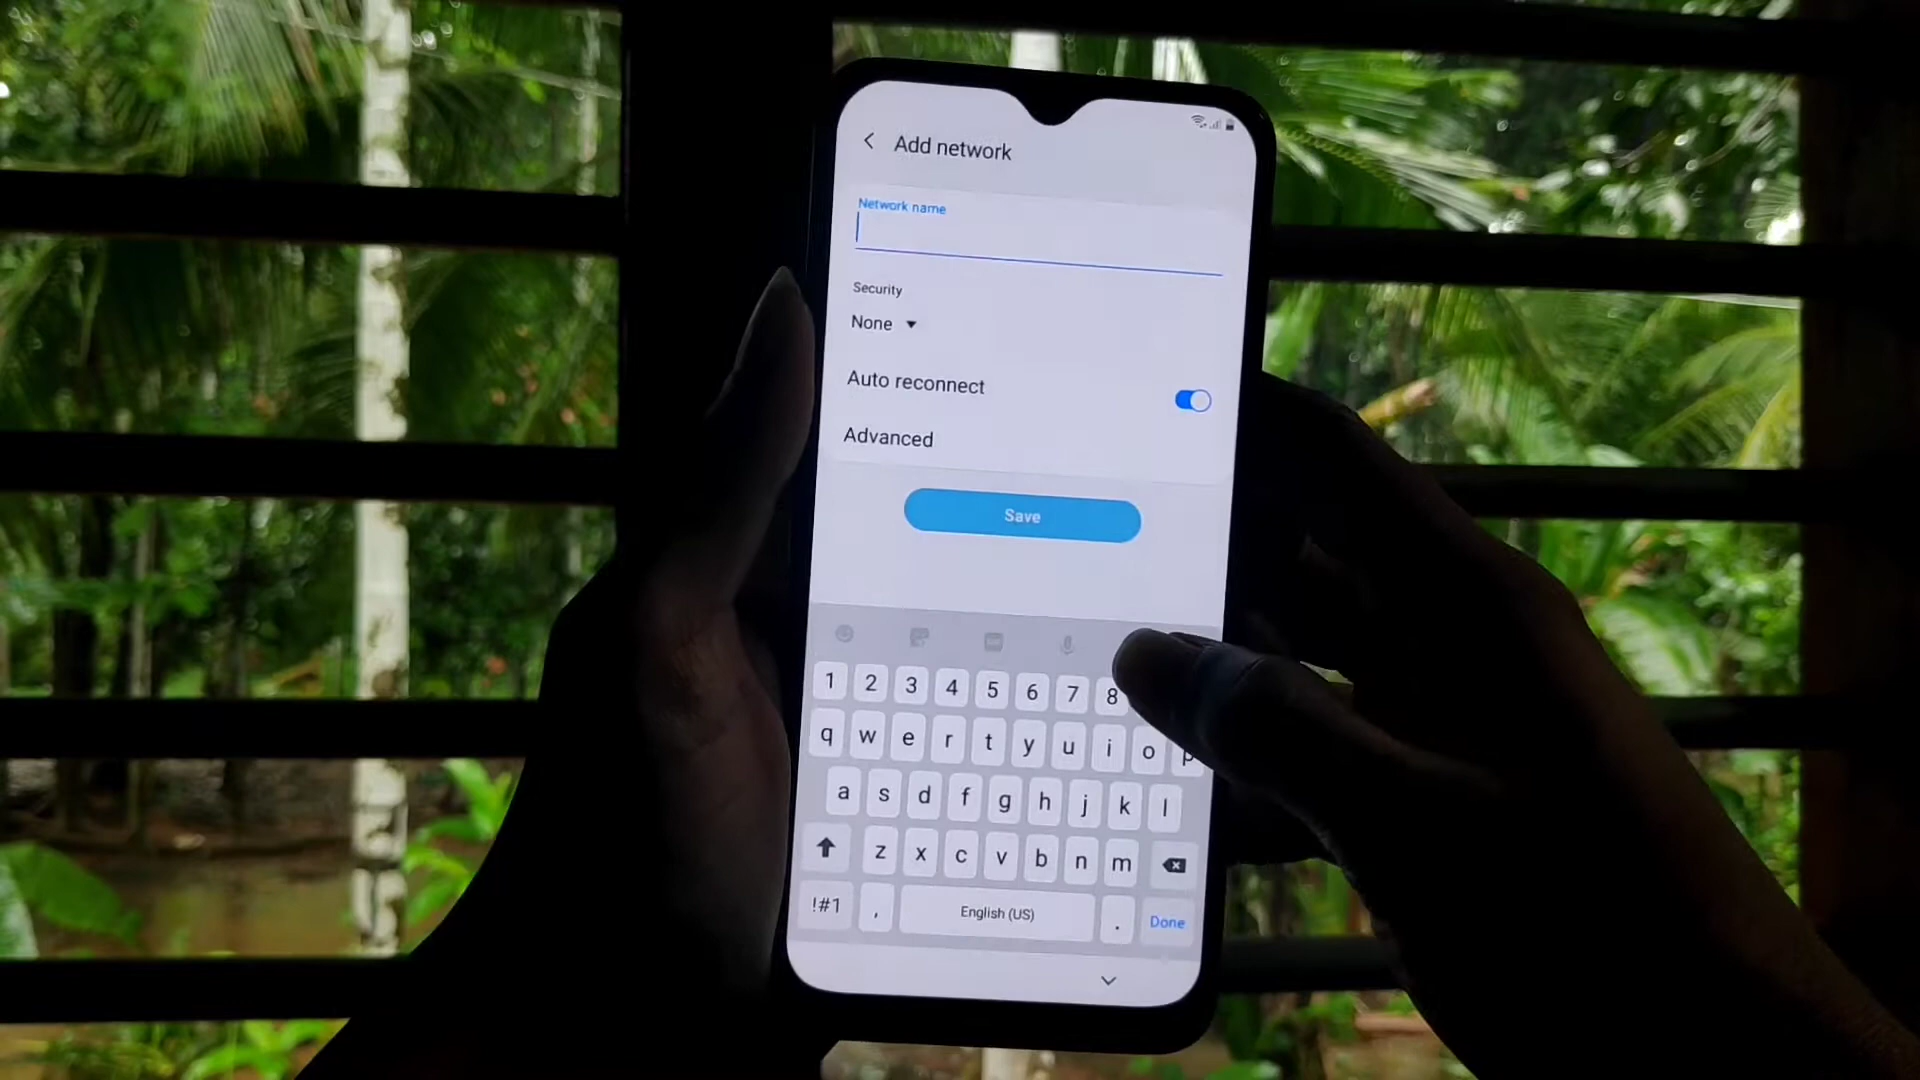 Add network
Network name
Security
None
Auto reconnect
Advanced
Save
1 2 3 4 5 6 7 8
q w e r t y u i o p
a s d f g h j k l
z x c v b n m
!#1 , English (US) . Done